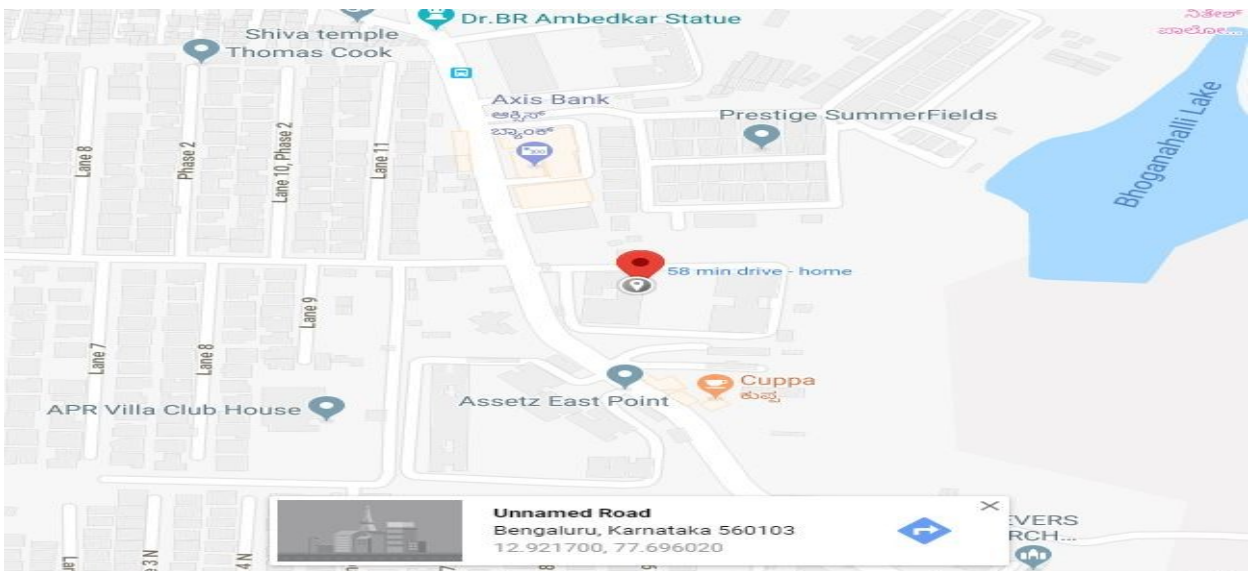 Dr.BR Ambedkar Statue
Shiva temple
Thomas Cook
Axis Bank
ಆಕ್ಸಿಸ್
ಬ್ಯಾಂಕ್
Prestige SummerFields
Bhoganahalli Lake
Lane 8
Phase 2
Lane 10, Phase 2
Lane 11
58 min drive - home
Lane 9
Lane 7
Lane 8
APR Villa Club House
Assetz East Point
Cuppa
ಕುಪ್ಪ
Unnamed Road
Bengaluru, Karnataka 560103
12.921700, 77.696020
EVERS
RCH...
3 N
4 N